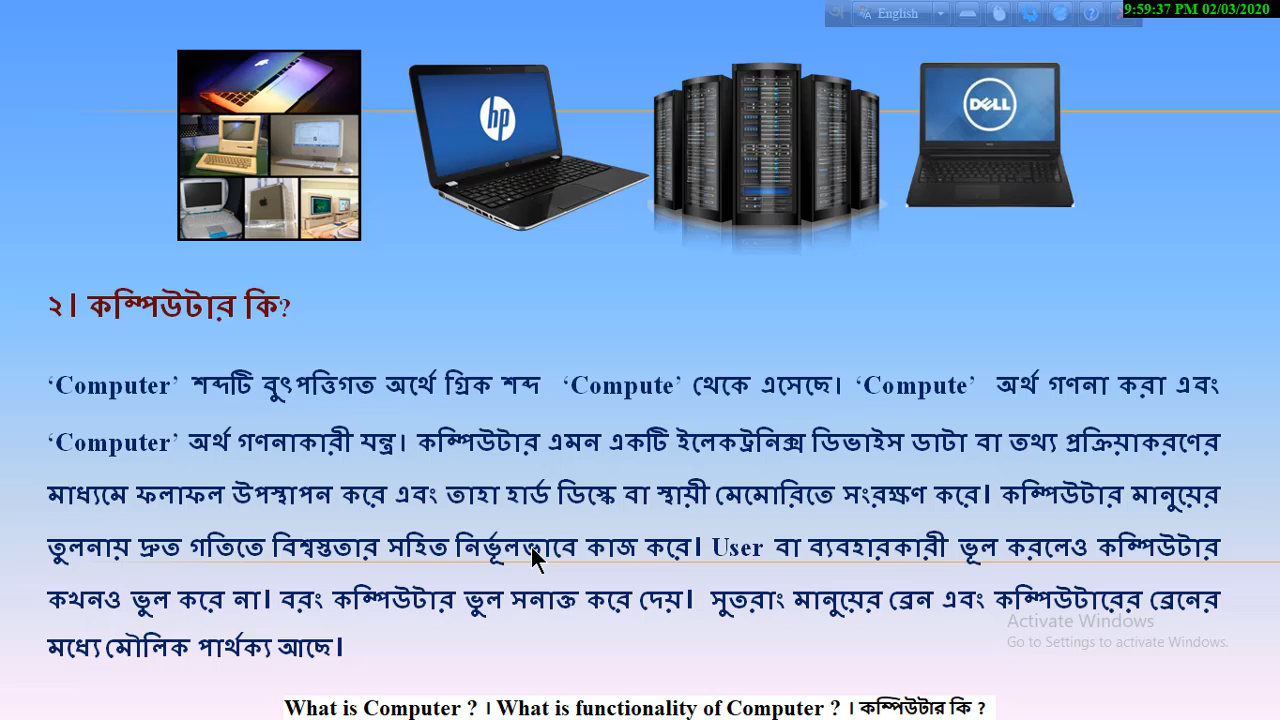 English
9:59:37 PM 02/03/2020
hp
DELL
২। কম্পিউটার কি?
‘Computer’ শব্দটি বুৎপত্তিগত অর্থে গ্রিক শব্দ ‘Compute’ থেকে এসেছে। ‘Compute’ অর্থ গণনা করা এবং
‘Computer’ অর্থ গণনাকারী যন্ত্র। কম্পিউটার এমন একটি ইলেকট্রনিক্স ডিভাইস ডাটা বা তথ্য প্রক্রিয়াকরণের
মাধ্যমে ফলাফল উপস্থাপন করে এবং তাহা হার্ড ডিস্কে বা স্থায়ী মেমোরিতে সংরক্ষণ করে। কম্পিউটার মানুয়ের
তুলনায় দ্রুত গতিতে বিশ্বস্ততার সহিত নির্ভূলভাবে কাজ করে। User বা ব্যবহারকারী ভূল করলেও কম্পিউটার
কখনও ভুল করে না। বরং কম্পিউটার ভুল সনাক্ত করে দেয়। সুতরাং মানুয়ের ব্রেন এবং কম্পিউটারের ব্রেনের
মধ্যে মৌলিক পার্থক্য আছে।
Activate Windows
Go to Settings to activate Windows.
What is Computer ? । What is functionality of Computer ? । কম্পিউটার কি ?